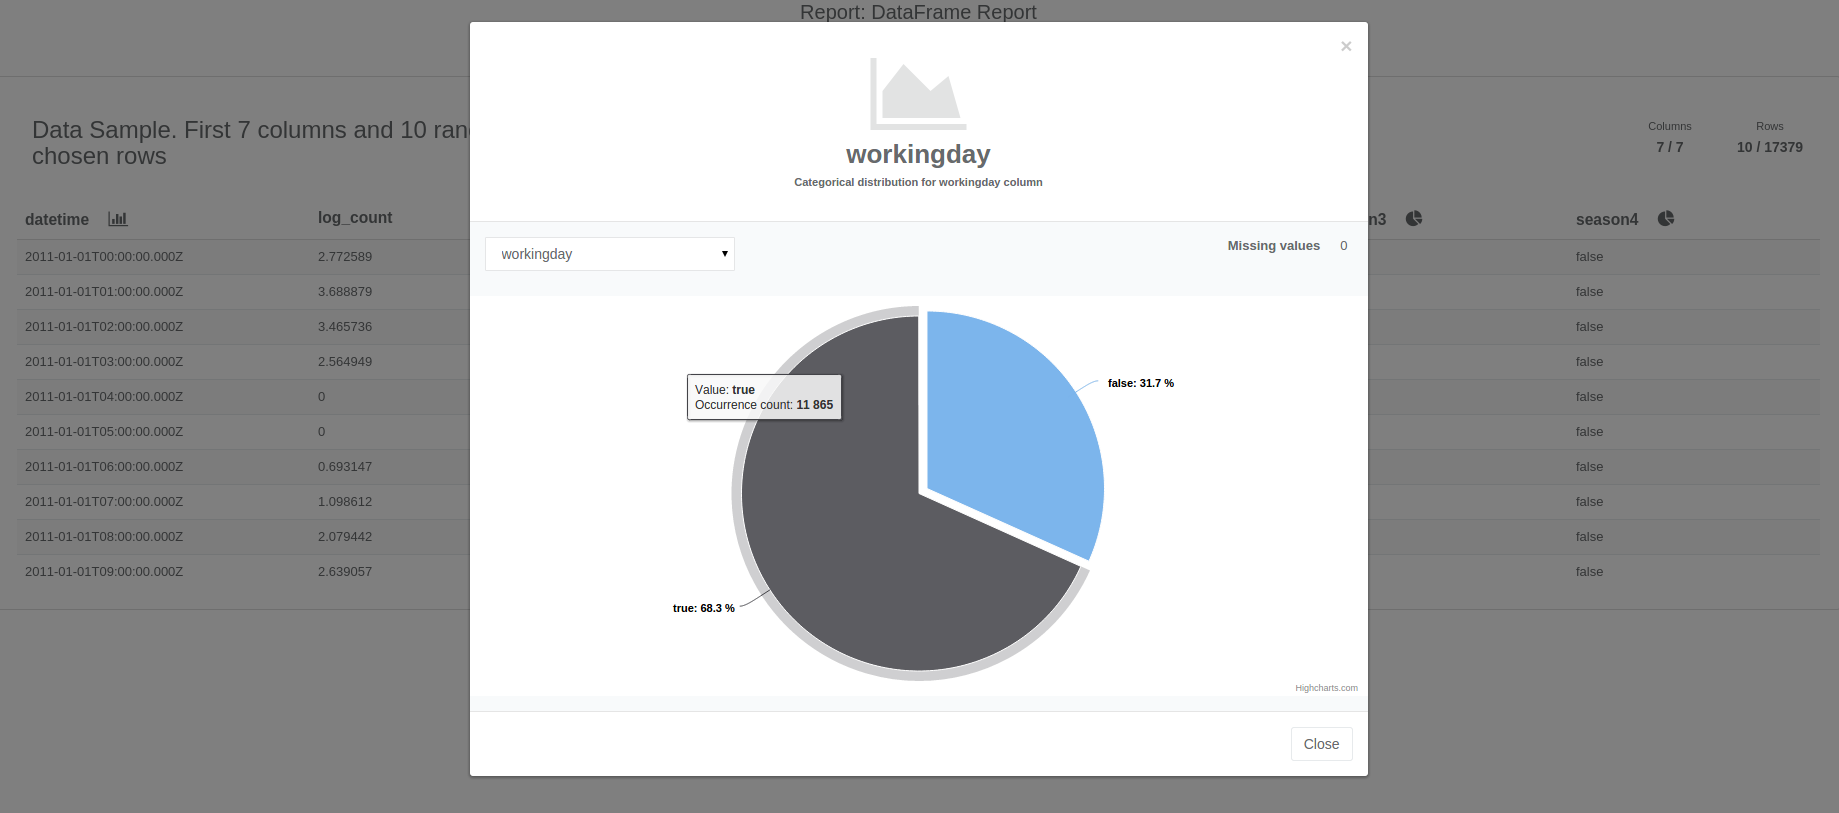 Report: DataFrame Report
×
workingday
Categorical distribution for workingday column
Data Sample. First 7 columns and 10 ran
chosen rows
Columns Rows
7 / 7 10 / 17379
datetime log_count n3 season4
workingday
Missing values 0
2011-01-01T00:00:00.000Z 2.772589 false
2011-01-01T01:00:00.000Z 3.688879 false
2011-01-01T02:00:00.000Z 3.465736 false
2011-01-01T03:00:00.000Z 2.564949 false
2011-01-01T04:00:00.000Z 0 false
2011-01-01T05:00:00.000Z 0 false
2011-01-01T06:00:00.000Z 0.693147 false
2011-01-01T07:00:00.000Z 1.098612 false
2011-01-01T08:00:00.000Z 2.079442 false
2011-01-01T09:00:00.000Z 2.639057 false
false: 31.7 %
Value: true
Occurrence count: 11 865
true: 68.3 %
Highcharts.com
Close